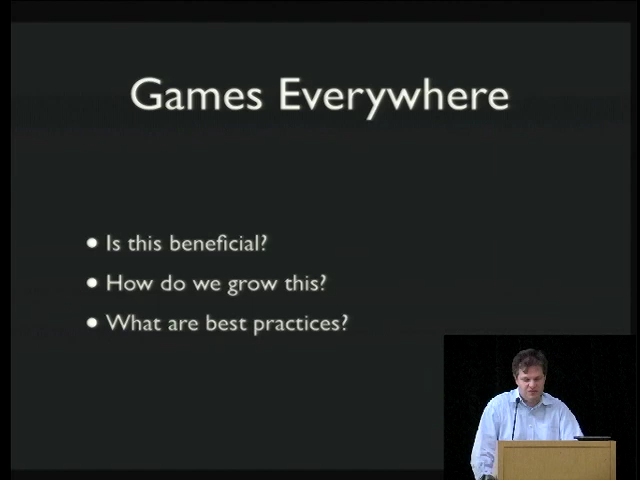 Games Everywhere
• Is this beneficial?
• How do we grow this?
• What are best practices?